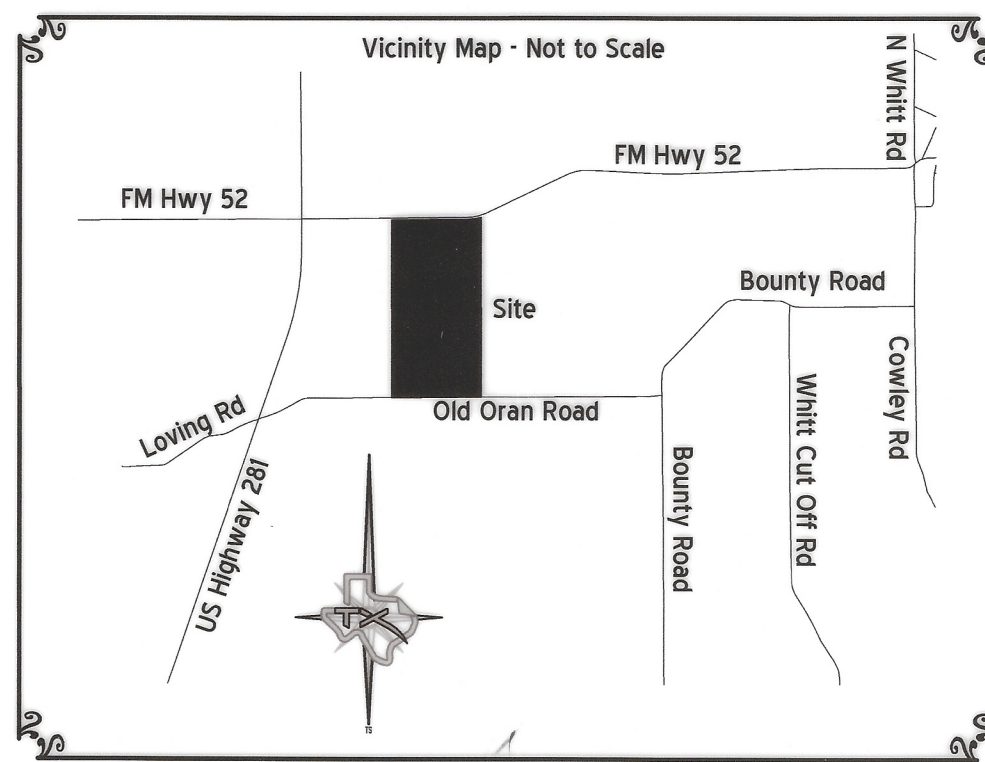 Vicinity Map - Not to Scale
N Whitt Rd
FM Hwy 52
FM Hwy 52
Bounty Road
Site
Cowley Rd
Whitt Cut Off Rd
Old Oran Road
Loving Rd
Bounty Road
US Highway 281
TX
TS